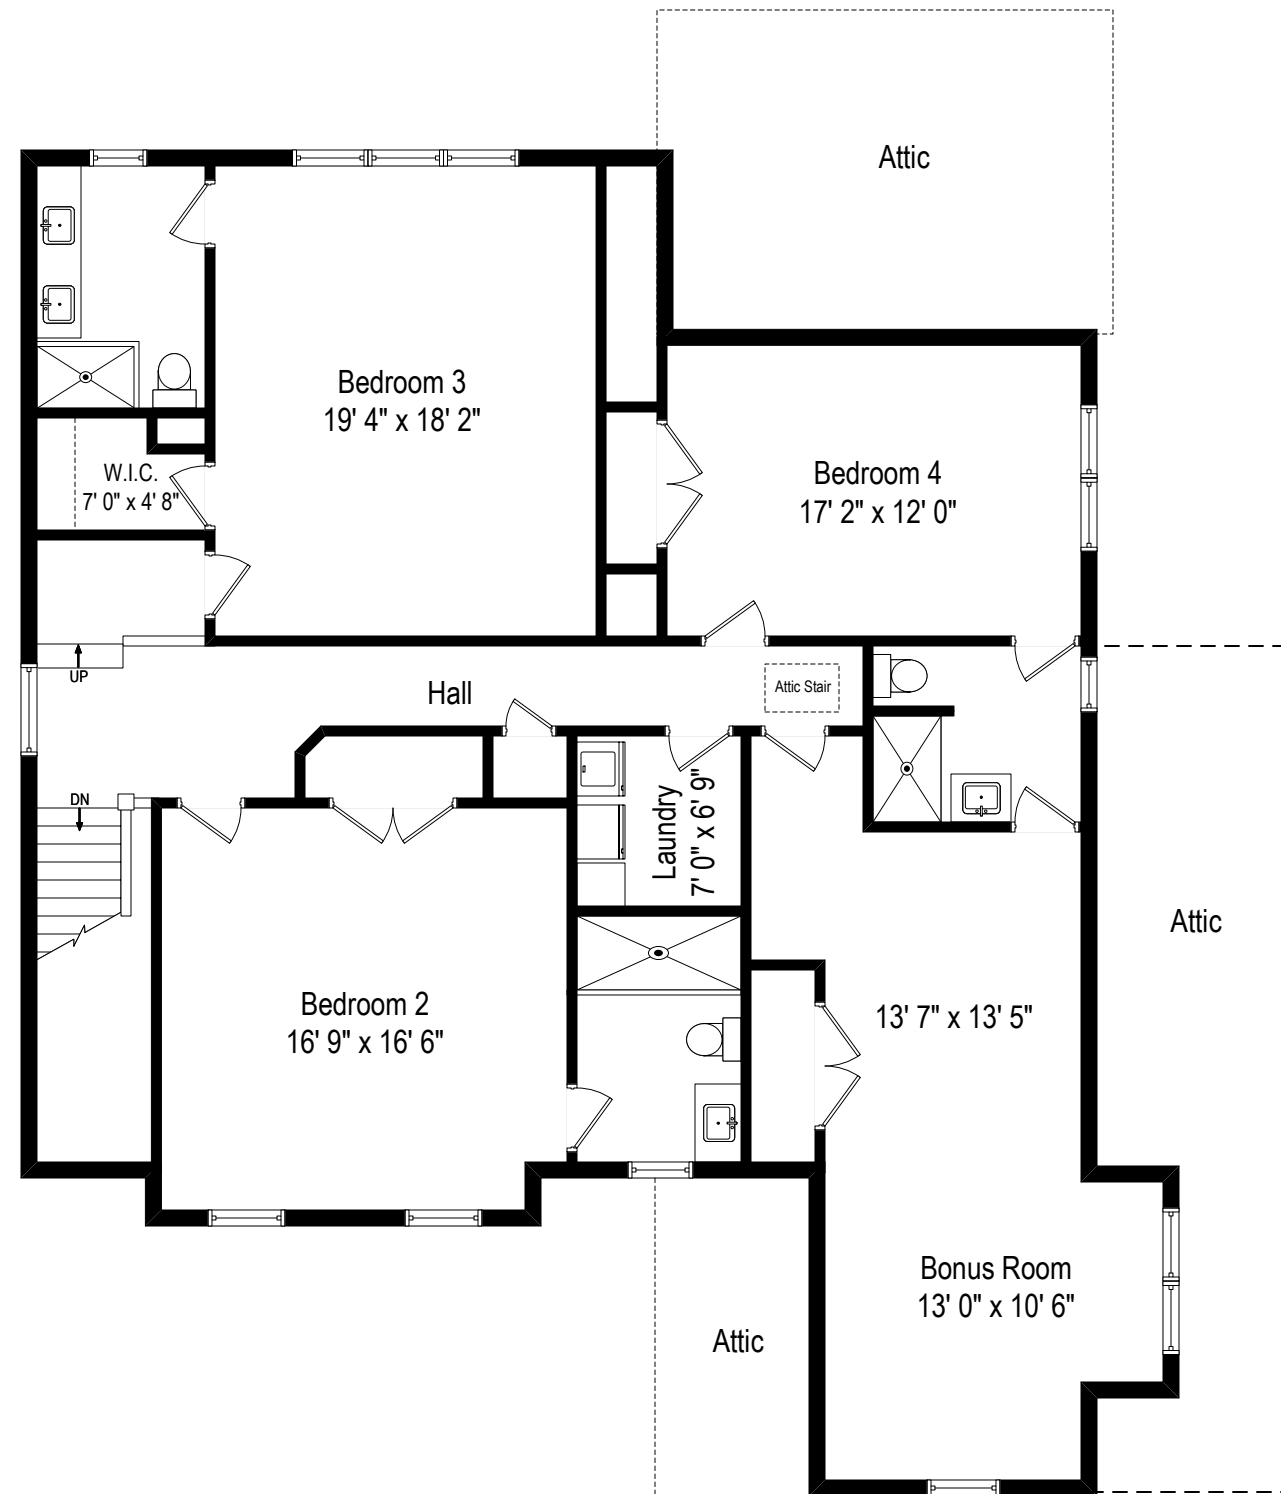 Attic
Bedroom 3
19' 4" x 18' 2"
W.I.C.
7' 0" x 4' 8"
Bedroom 4
17' 2" x 12' 0"
UP
Hall
Attic Stair
DN
Laundry
7' 0" x 6' 9"
Attic
Bedroom 2
16' 9" x 16' 6"
13' 7" x 13' 5"
Bonus Room
13' 0" x 10' 6"
Attic